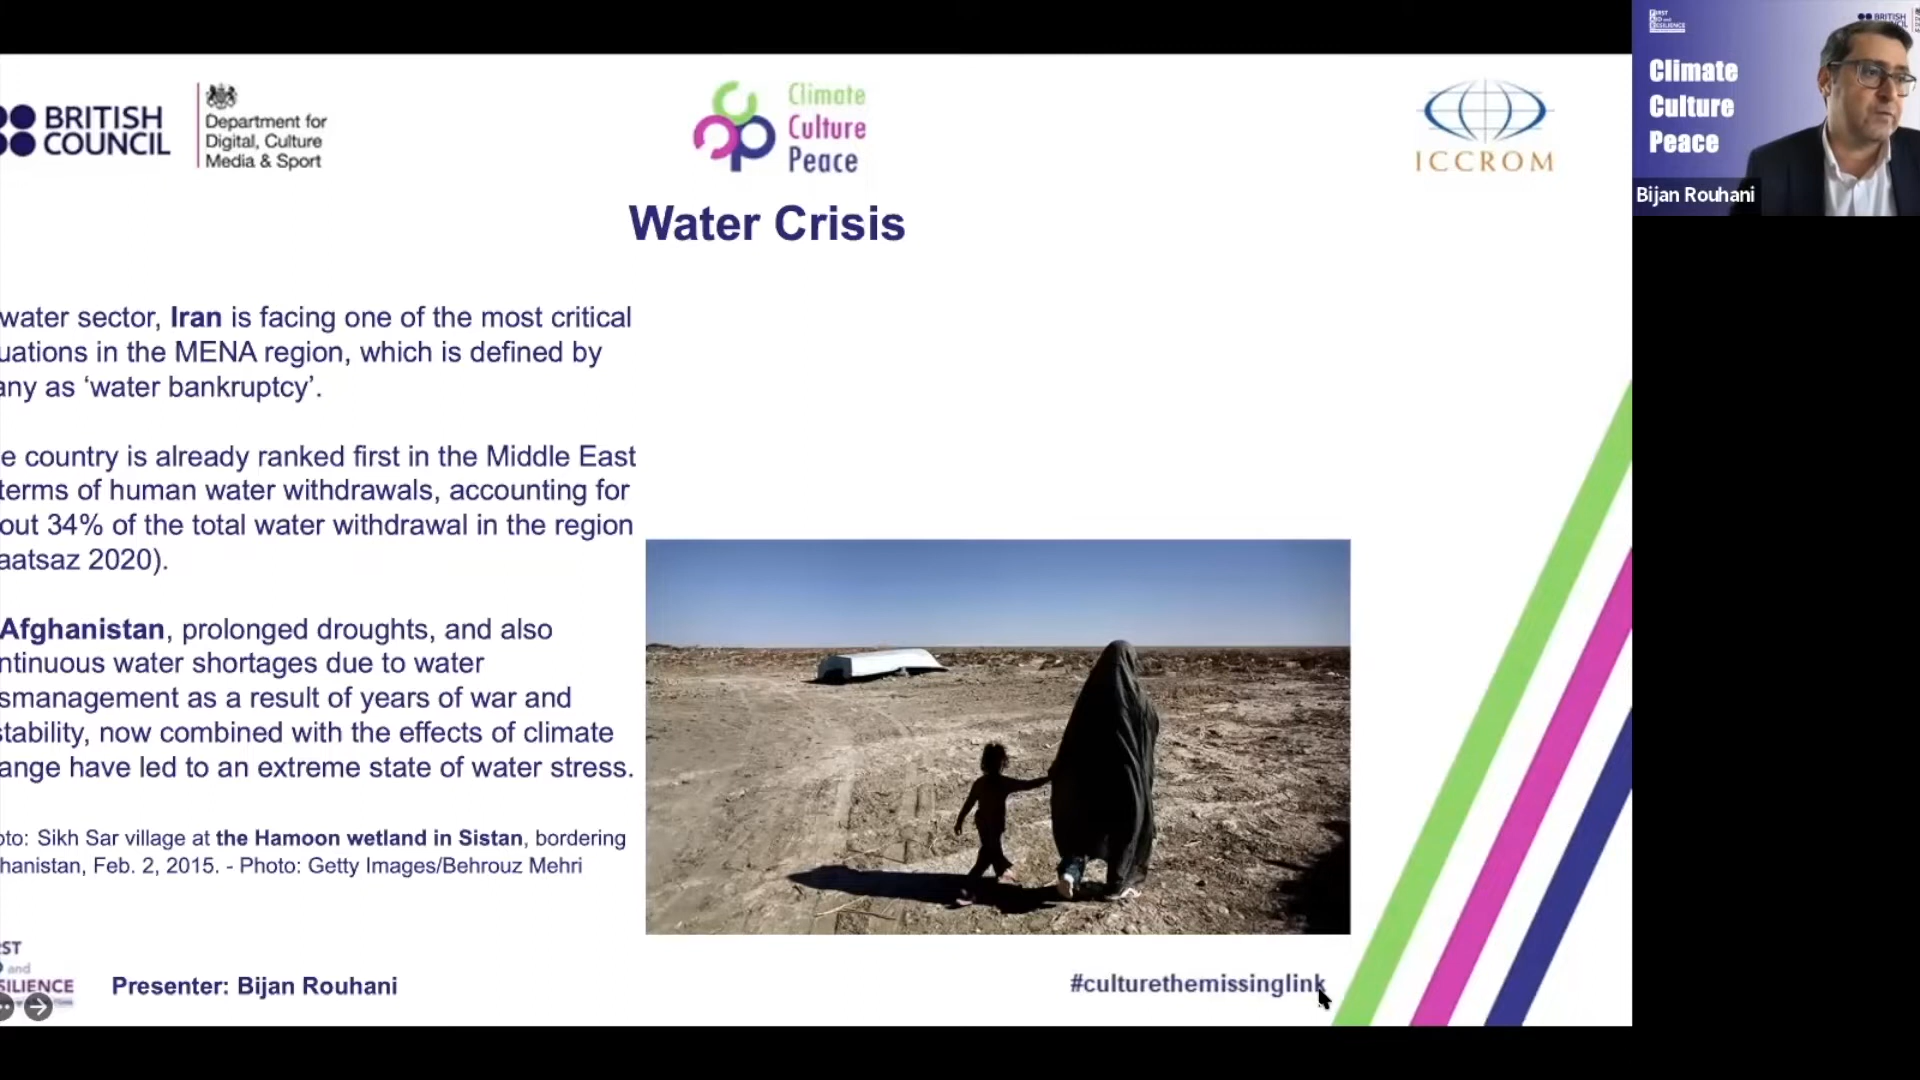 BRITISH
COUNCIL
Department for
Digital, Culture
Media & Sport
Climate
Culture
Peace
ICCROM
Water Crisis
water sector, Iran is facing one of the most critical
uations in the MENA region, which is defined by
any as ‘water bankruptcy’.
e country is already ranked first in the Middle East
terms of human water withdrawals, accounting for
out 34% of the total water withdrawal in the region
aatsaz 2020).
Afghanistan, prolonged droughts, and also
ntinuous water shortages due to water
smanagement as a result of years of war and
stability, now combined with the effects of climate
ange have led to an extreme state of water stress.
oto: Sikh Sar village at the Hamoon wetland in Sistan, bordering
hanistan, Feb. 2, 2015. - Photo: Getty Images/Behrouz Mehri
ST
and
SILIENCE
Presenter: Bijan Rouhani
#culturethemissinglink
BRITISH
Climate
Culture
Peace
Bijan Rouhani